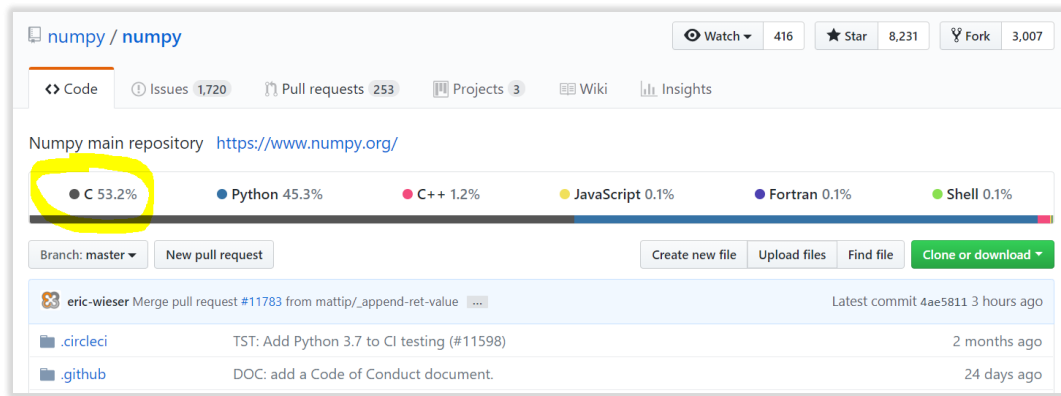 numpy / numpy Watch 416 Star 8,231 Fork 3,007
Code Issues 1,720 Pull requests 253 Projects 3 Wiki Insights
Numpy main repository https://www.numpy.org/
C 53.2% Python 45.3% C++ 1.2% JavaScript 0.1% Fortran 0.1% Shell 0.1%
Branch: master New pull request Create new file Upload files Find file Clone or download
eric-wieser Merge pull request #11783 from mattip/_append-ret-value ... Latest commit 4ae5811 3 hours ago
.circleci TST: Add Python 3.7 to CI testing (#11598) 2 months ago
.github DOC: add a Code of Conduct document. 24 days ago